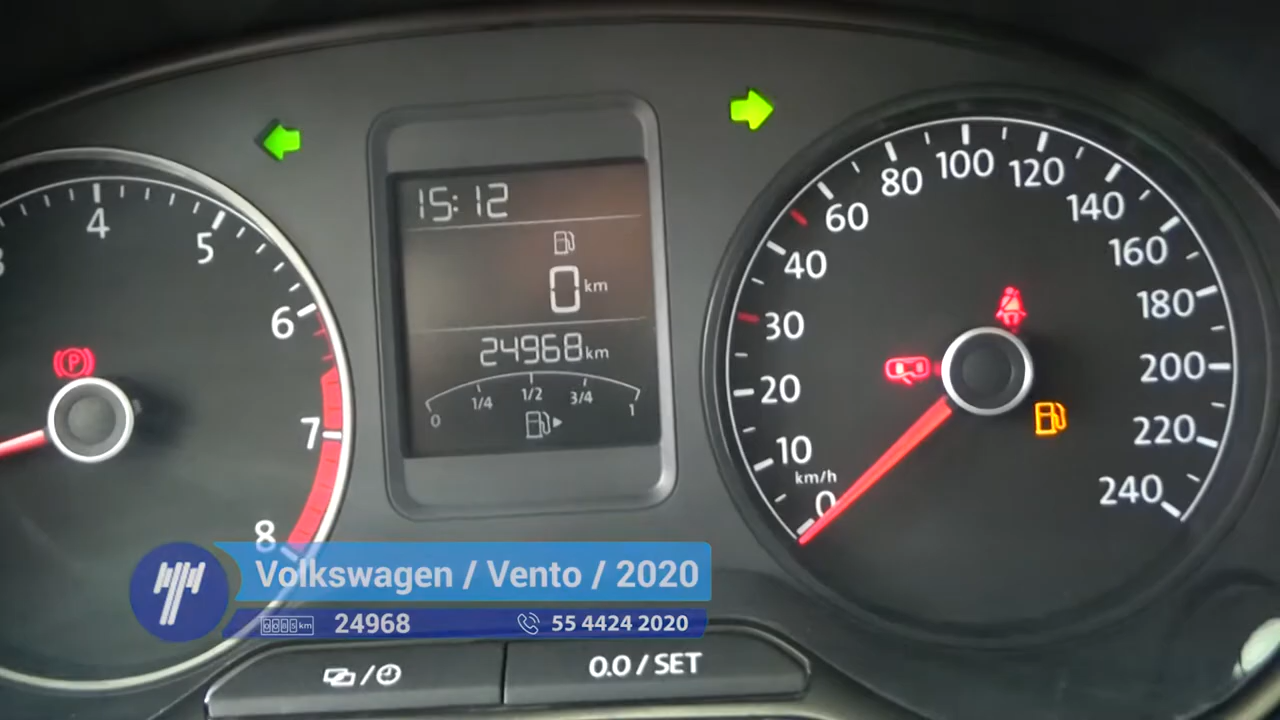 15:12
0 km
24968 km
0 1/4 1/2 3/4 1
4
5
6
7
8
P
0
10
20
30
40
60
80
100
120
140
160
180
200
220
240
km/h
Volkswagen / Vento / 2020
km 24968 55 4424 2020
0.0 / SET